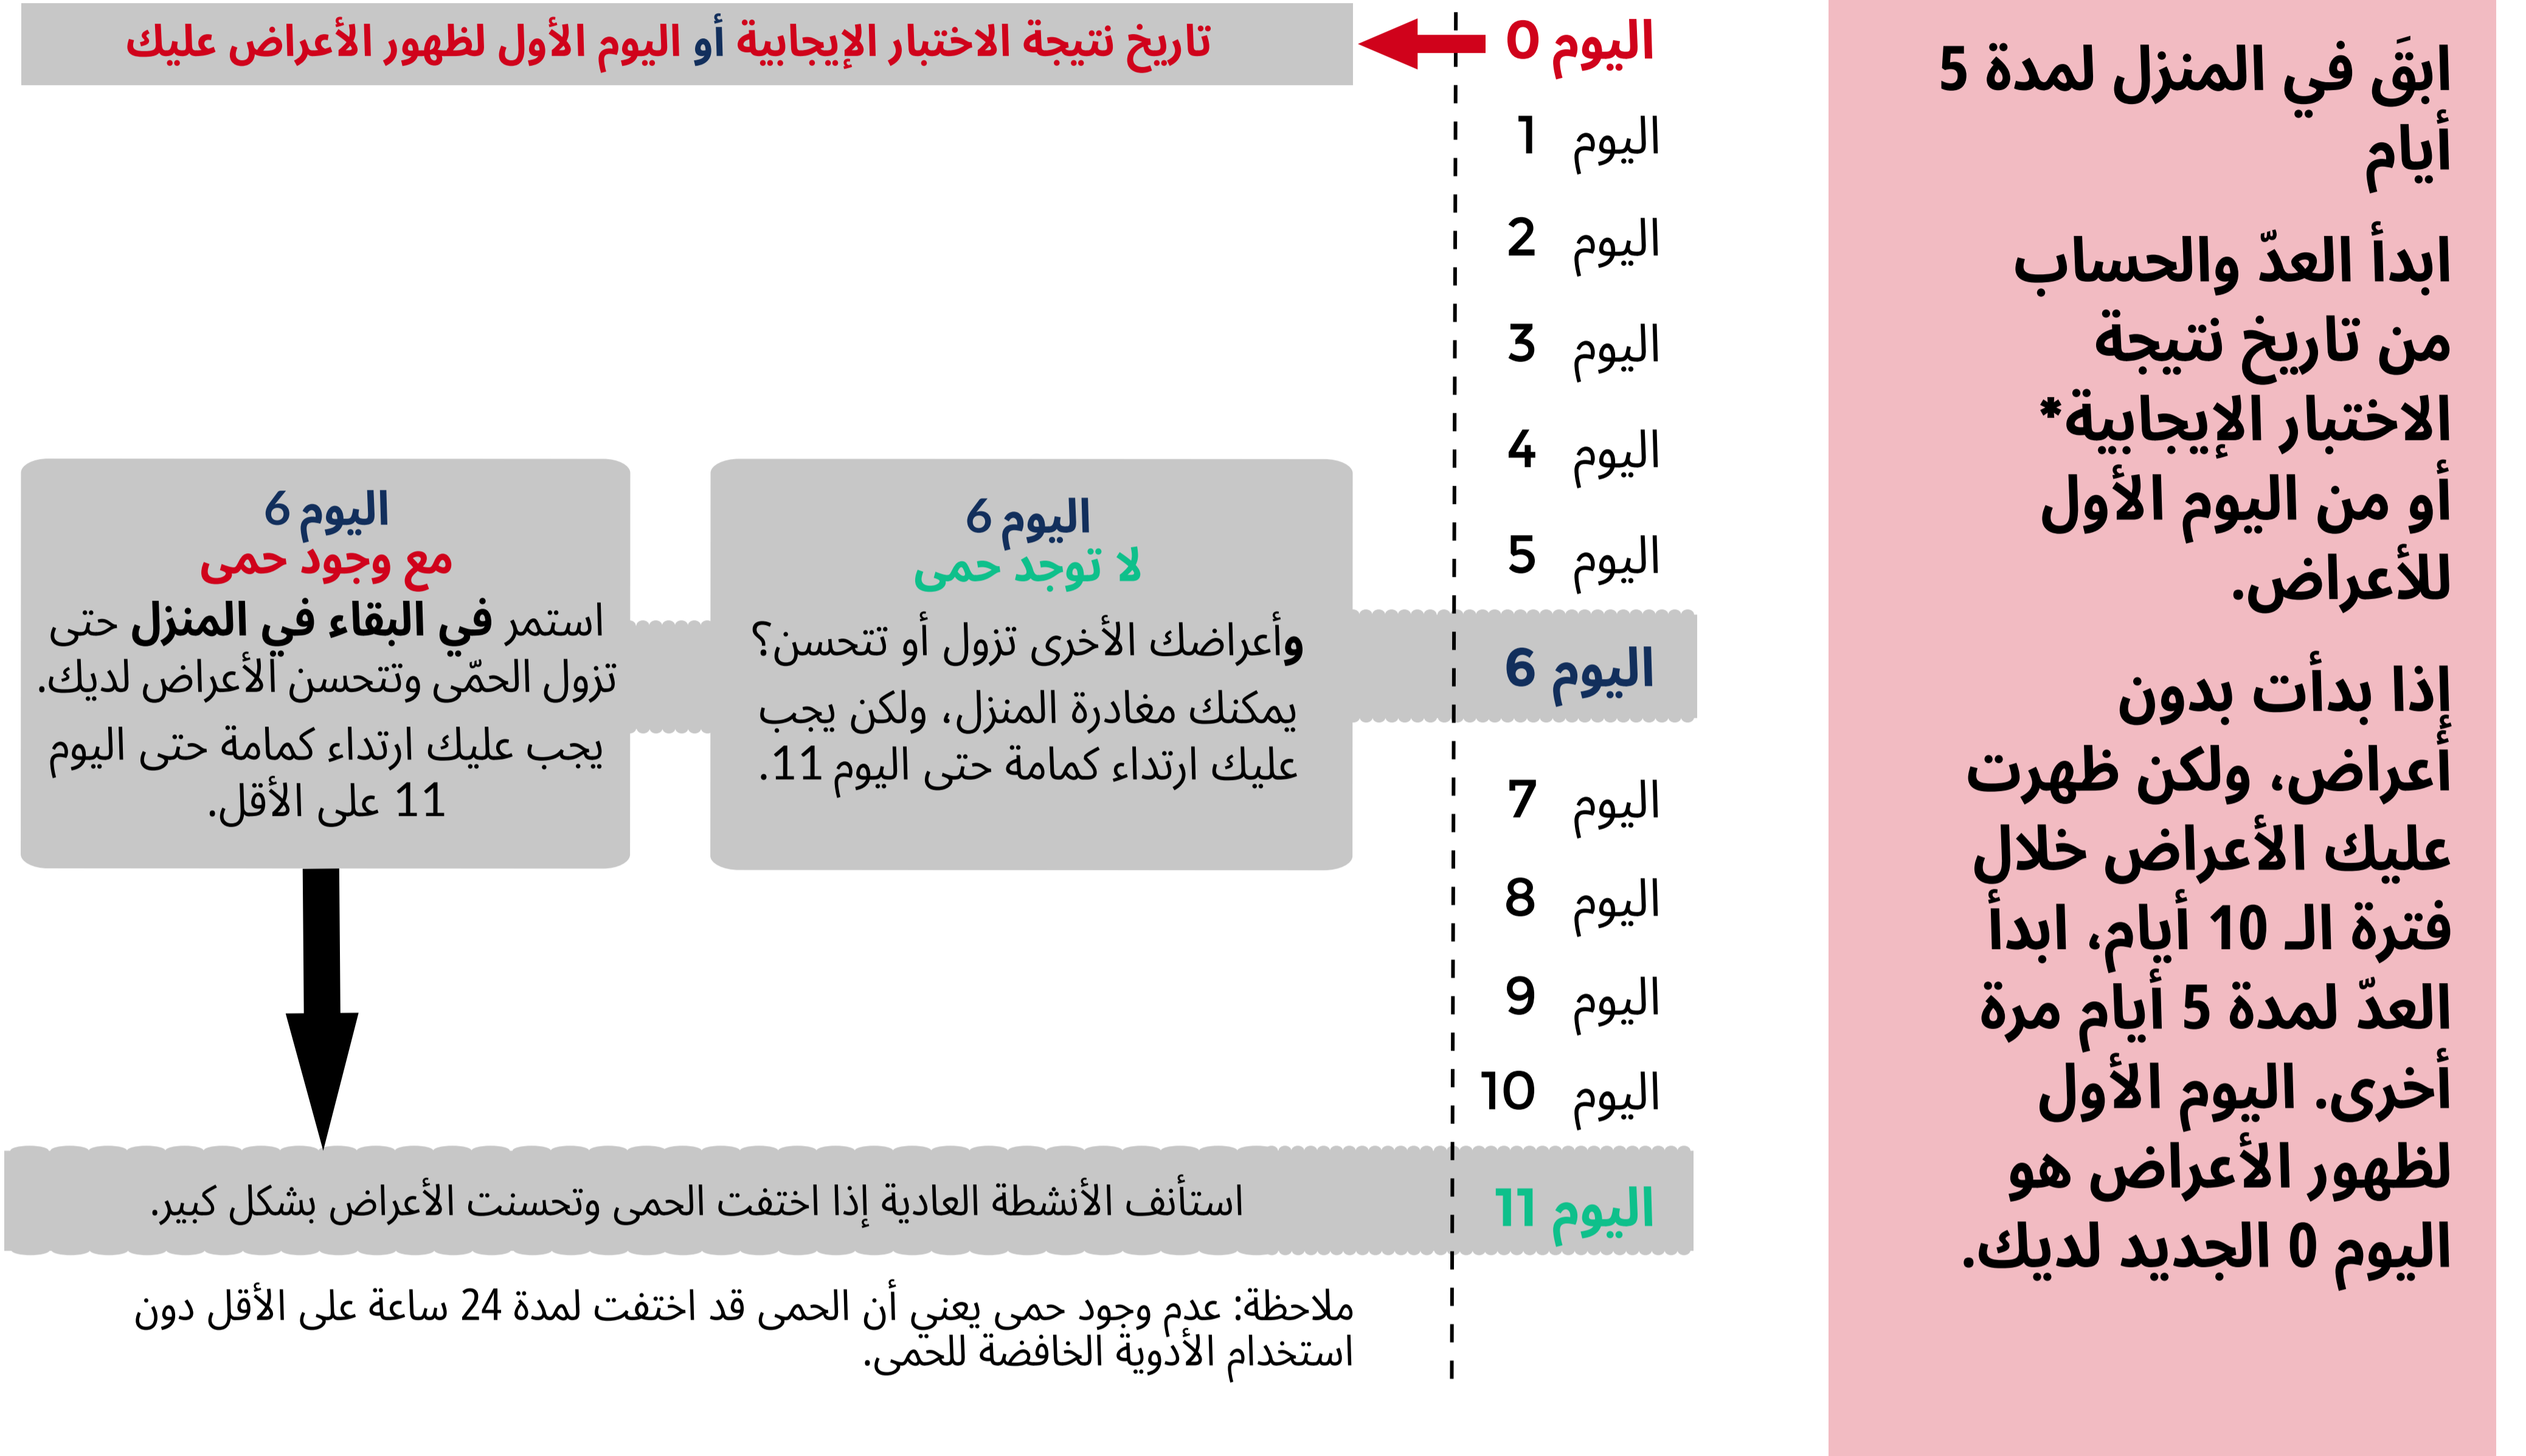 ابقَ في المنزل لمدة 5
أيام
ابدأ العدّ والحساب
من تاريخ نتيجة
الاختبار الإيجابية*
أو من اليوم الأول
للأعراض.
إذا بدأت بدون
أعراض، ولكن ظهرت
عليك الأعراض خلال
فترة الـ 10 أيام، ابدأ
العدّ لمدة 5 أيام مرة
أخرى. اليوم الأول
لظهور الأعراض هو
اليوم 0 الجديد لديك.
اليوم 0
تاريخ نتيجة الاختبار الإيجابية أو اليوم الأول لظهور الأعراض عليك
اليوم 1
اليوم 2
اليوم 3
اليوم 4
اليوم 5
اليوم 6
اليوم 6
لا توجد حمى
وأعراضك الأخرى تزول أو تتحسن؟
يمكنك مغادرة المنزل، ولكن يجب
عليك ارتداء كمامة حتى اليوم 11.
اليوم 6
مع وجود حمى
استمر في البقاء في المنزل حتى
تزول الحمّى وتتحسن الأعراض لديك.
يجب عليك ارتداء كمامة حتى اليوم
11 على الأقل.
اليوم 7
اليوم 8
اليوم 9
اليوم 10
اليوم 11
استأنف الأنشطة العادية إذا اختفت الحمى وتحسنت الأعراض بشكل كبير.
ملاحظة: عدم وجود حمى يعني أن الحمى قد اختفت لمدة 24 ساعة على الأقل دون
استخدام الأدوية الخافضة للحمى.